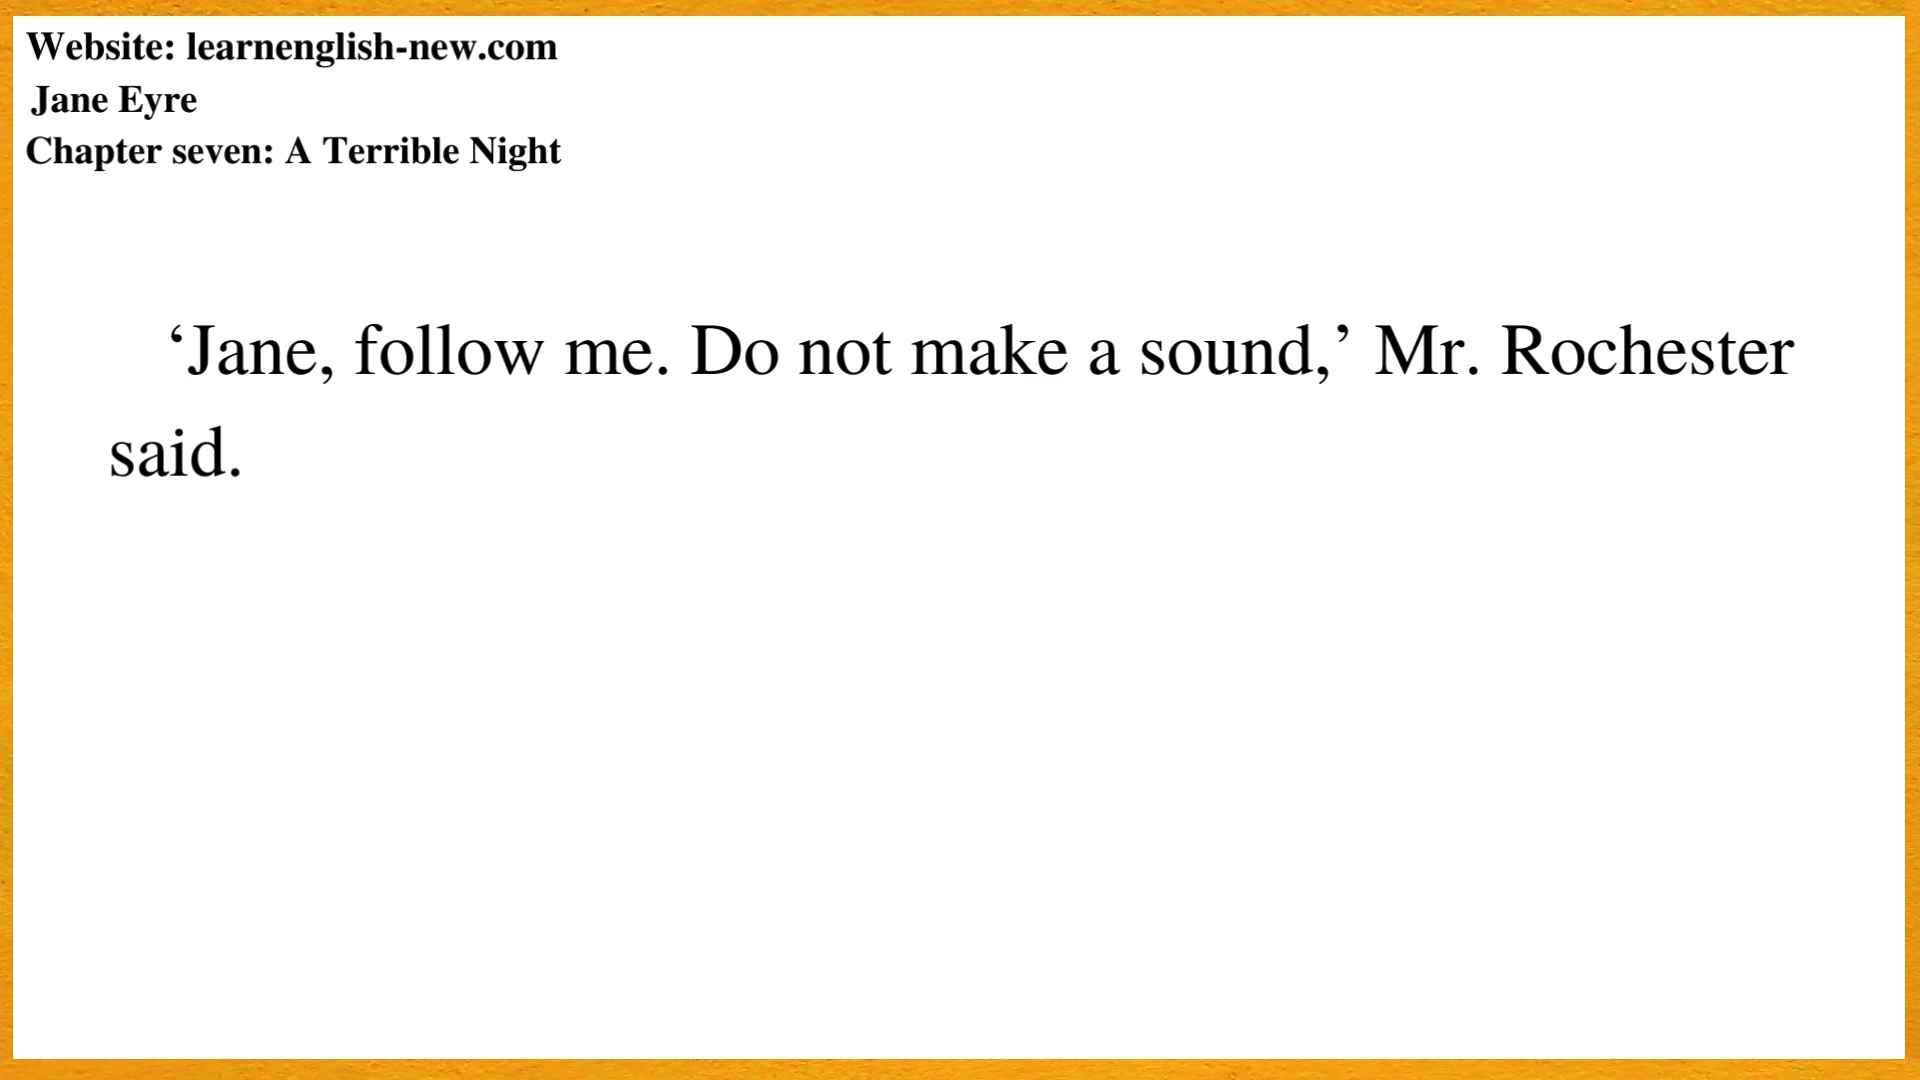 Website: learnenglish-new.com
Jane Eyre
Chapter seven: A Terrible Night
‘Jane, follow me. Do not make a sound,’ Mr. Rochester
said.